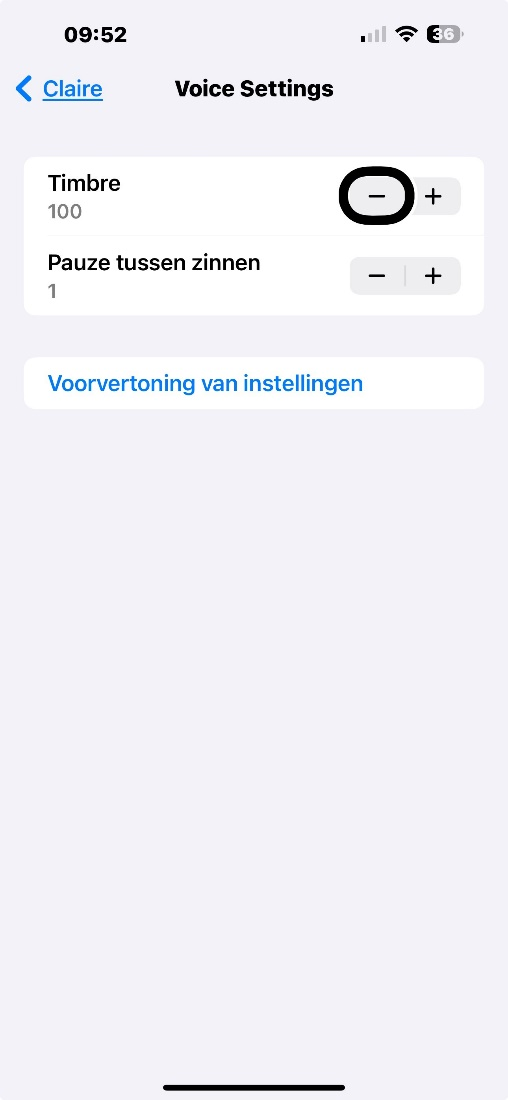 09:52
36
Claire
Voice Settings
Timbre
100
− +
Pauze tussen zinnen
1
− +
Voorvertoning van instellingen